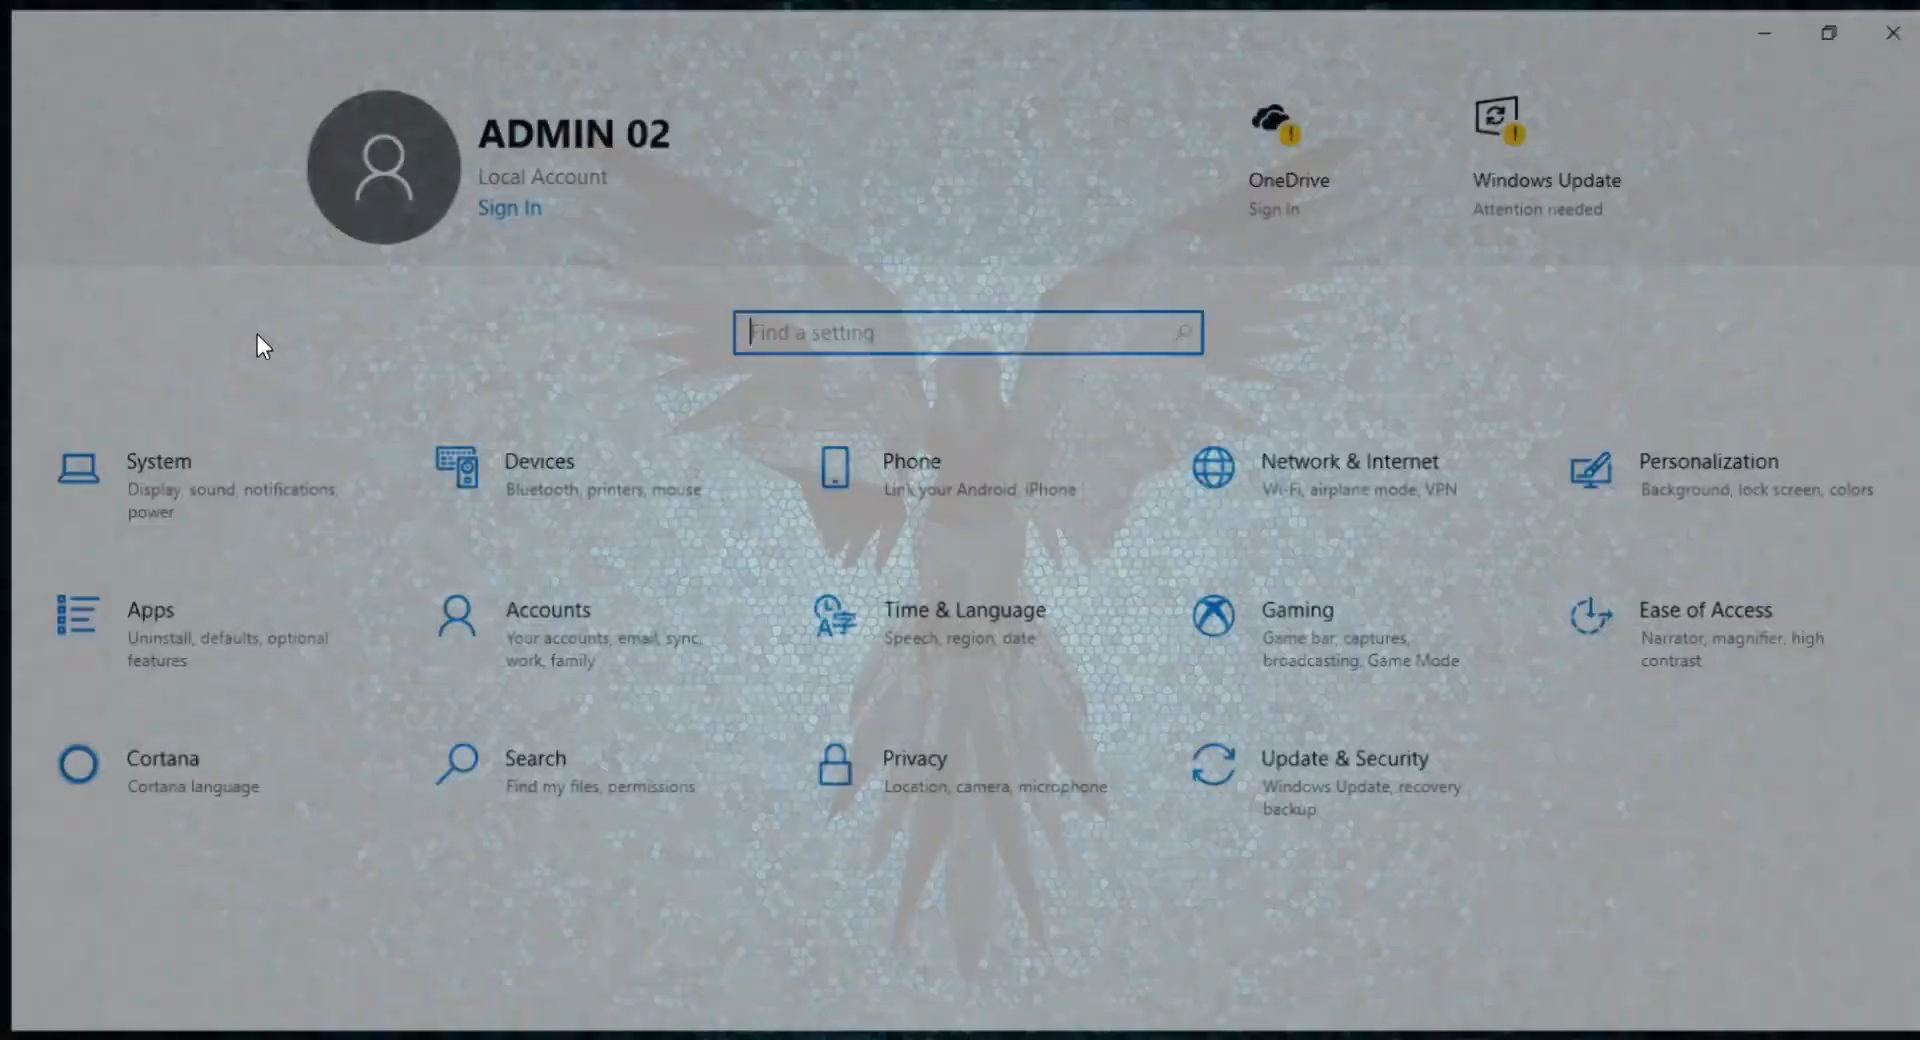 ADMIN 02
Local Account
Sign In
OneDrive
Sign In
Windows Update
Attention needed
Find a setting
System
Display, sound, notifications,
power
Devices
Bluetooth, printers, mouse
Phone
Link your Android, iPhone
Network & Internet
Wi-Fi, airplane mode, VPN
Personalization
Background, lock screen, colors
Apps
Uninstall, defaults, optional
features
Accounts
Your accounts, email, sync,
work, family
Time & Language
Speech, region, date
Gaming
Game bar, captures,
broadcasting, Game Mode
Ease of Access
Narrator, magnifier, high
contrast
Cortana
Cortana language
Search
Find my files, permissions
Privacy
Location, camera, microphone
Update & Security
Windows Update, recovery
backup